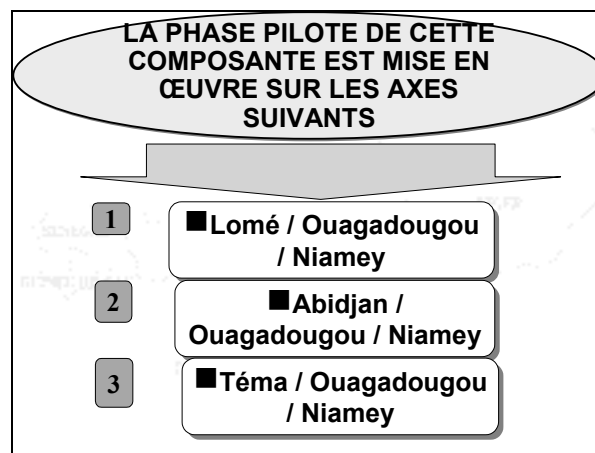 LA PHASE PILOTE DE CETTE
COMPOSANTE EST MISE EN
ŒUVRE SUR LES AXES
SUIVANTS
1
■Lomé / Ouagadougou
/ Niamey
2
■Abidjan /
Ouagadougou / Niamey
3
■Téma / Ouagadougou
/ Niamey